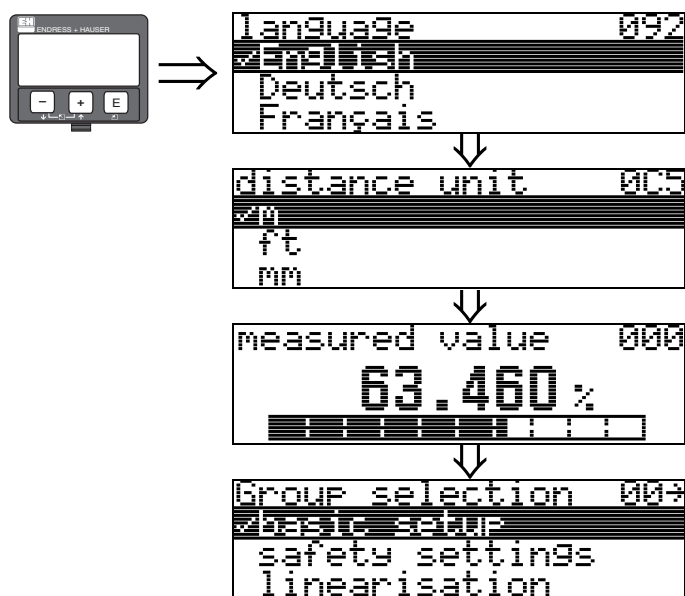 E+H
ENDRESS + HAUSER
– + E
language 092
✓English
Deutsch
Français
distance unit 0C5
✓m
ft
mm
measured value 000
63.460 %
Group selection 00→
✓basic setup
safety settings
linearisation